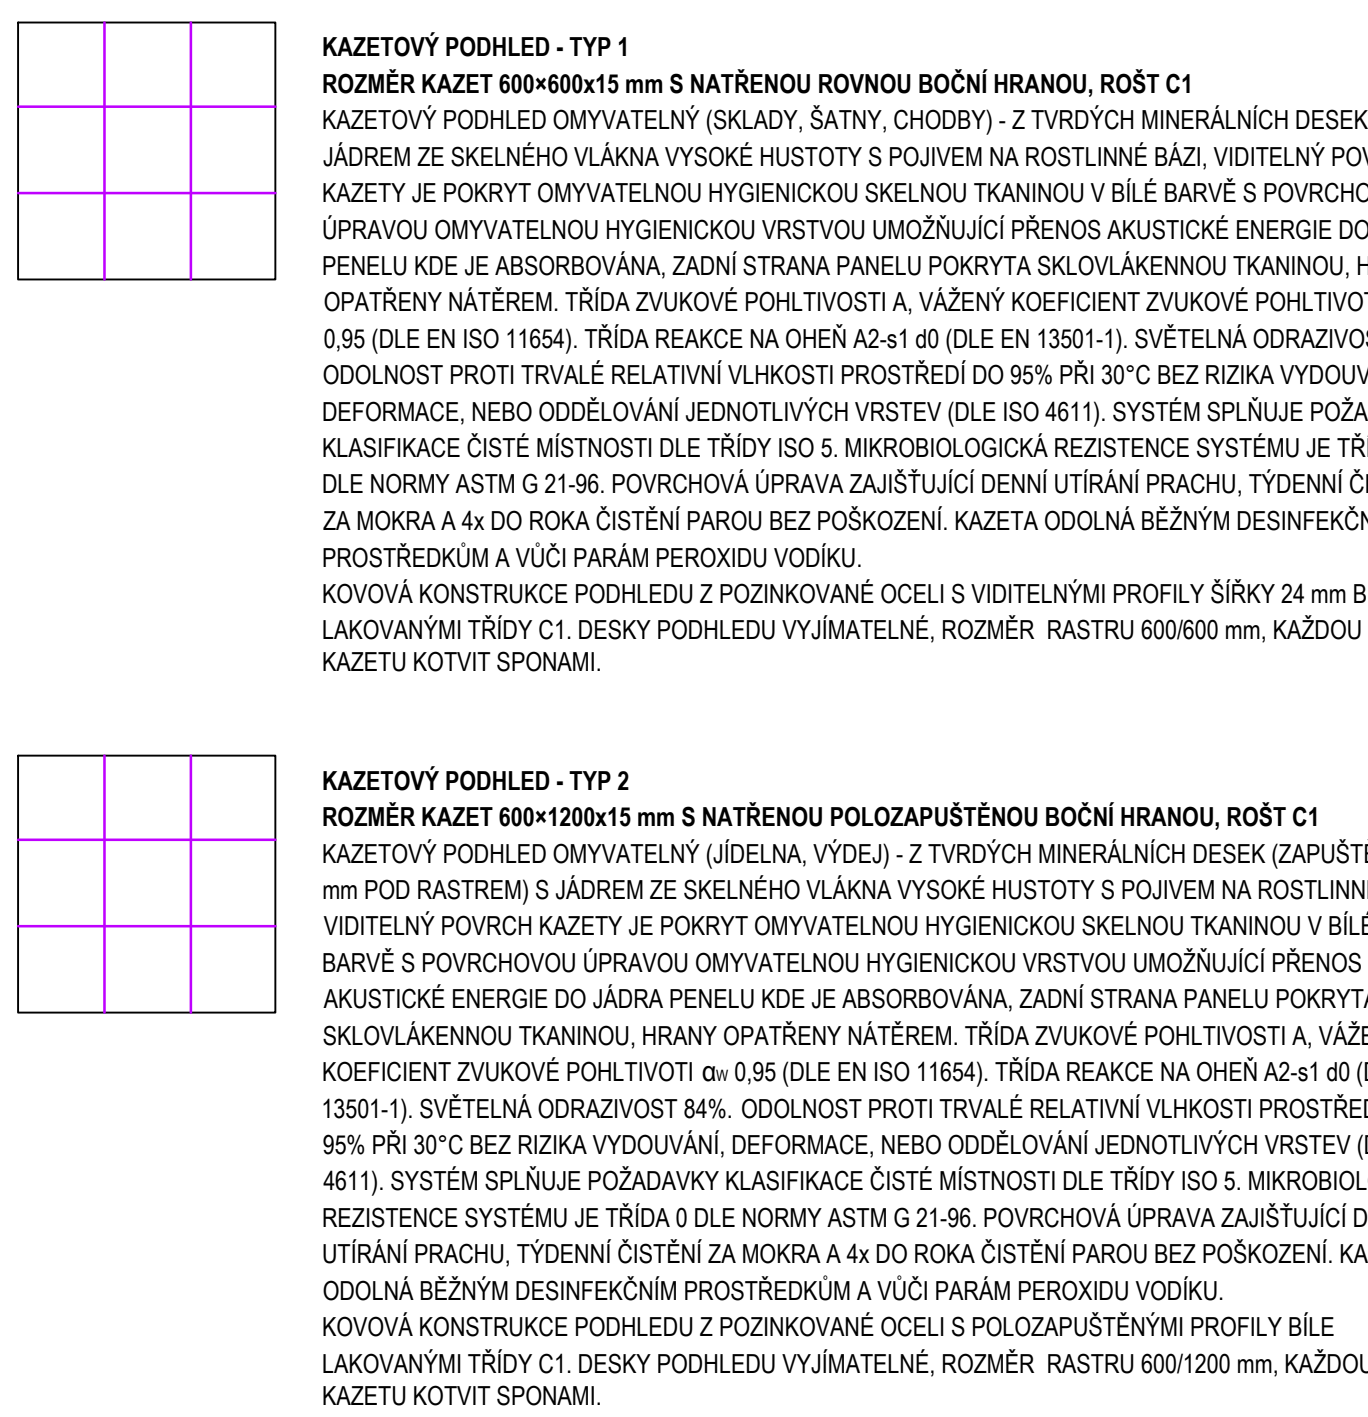 KAZETOVÝ PODHLED - TYP 1
ROZMĚR KAZET 600×600x15 mm S NATŘENOU ROVNOU BOČNÍ HRANOU, ROŠT C1
KAZETOVÝ PODHLED OMYVATELNÝ (SKLADY, ŠATNY, CHODBY) - Z TVRDÝCH MINERÁLNÍCH DESEK
JÁDREM ZE SKELNÉHO VLÁKNA VYSOKÉ HUSTOTY S POJIVEM NA ROSTLINNÉ BÁZI, VIDITELNÝ
KAZETY JE POKRYT OMYVATELNOU HYGIENICKOU SKELNOU TKANINOU V BÍLÉ BARVĚ S
ÚPRAVOU OMYVATELNOU HYGIENICKOU VRSTVOU UMOŽŇUJÍCÍ PŘENOS AKUSTICKÉ ENERGIE DO
PENELU KDE JE ABSORBOVÁNA, ZADNÍ STRANA PANELU POKRYTA SKLOVLÁKENNOU TKANINOU,
OPATŘENY NÁTĚREM. TŘÍDA ZVUKOVÉ POHLTIVOSTI A, VÁŽENÝ KOEFICIENT ZVUKOVÉ
0,95 (DLE EN ISO 11654). TŘÍDA REAKCE NA OHEŇ A2-s1 d0 (DLE EN 13501-1). SVĚTELNÁ
ODOLNOST PROTI TRVALÉ RELATIVNÍ VLHKOSTI PROSTŘEDÍ DO 95% PŘI 30°C BEZ RIZIKA
DEFORMACE, NEBO ODDĚLOVÁNÍ JEDNOTLIVÝCH VRSTEV (DLE ISO 4611). SYSTÉM SPLŇUJE
KLASIFIKACE ČISTÉ MÍSTNOSTI DLE TŘÍDY ISO 5. MIKROBIOLOGICKÁ REZISTENCE SYSTÉMU JE
DLE NORMY ASTM G 21-96. POVRCHOVÁ ÚPRAVA ZAJIŠŤUJÍCÍ DENNÍ UTÍRÁNÍ PRACHU, TÝDENNÍ
ZA MOKRA A 4x DO ROKA ČISTĚNÍ PAROU BEZ POŠKOZENÍ. KAZETA ODOLNÁ BĚŽNÝM
PROSTŘEDKŮM A VŮČI PARÁM PEROXIDU VODÍKU.
KOVOVÁ KONSTRUKCE PODHLEDU Z POZINKOVANÉ OCELI S VIDITELNÝMI PROFILY ŠÍŘKY 24 mm
LAKOVANÝMI TŘÍDY C1. DESKY PODHLEDU VYJÍMATELNÉ, ROZMĚR RASTRU 600/600 mm, KAŽDOU
KAZETU KOTVIT SPONAMI.
KAZETOVÝ PODHLED - TYP 2
ROZMĚR KAZET 600×1200x15 mm S NATŘENOU POLOZAPUŠTĚNOU BOČNÍ HRANOU, ROŠT C1
KAZETOVÝ PODHLED OMYVATELNÝ (JÍDELNA, VÝDEJ) - Z TVRDÝCH MINERÁLNÍCH DESEK
mm POD RASTREM) S JÁDREM ZE SKELNÉHO VLÁKNA VYSOKÉ HUSTOTY S POJIVEM NA
VIDITELNÝ POVRCH KAZETY JE POKRYT OMYVATELNOU HYGIENICKOU SKELNOU TKANINOU V BÍLÉ
BARVĚ S POVRCHOVOU ÚPRAVOU OMYVATELNOU HYGIENICKOU VRSTVOU UMOŽŇUJÍCÍ PŘENOS
AKUSTICKÉ ENERGIE DO JÁDRA PENELU KDE JE ABSORBOVÁNA, ZADNÍ STRANA PANELU POKRYTA
SKLOVLÁKENNOU TKANINOU, HRANY OPATŘENY NÁTĚREM. TŘÍDA ZVUKOVÉ POHLTIVOSTI A,
KOEFICIENT ZVUKOVÉ POHLTIVOTI αw 0,95 (DLE EN ISO 11654). TŘÍDA REAKCE NA OHEŇ A2-s1 d0
13501-1). SVĚTELNÁ ODRAZIVOST 84%. ODOLNOST PROTI TRVALÉ RELATIVNÍ VLHKOSTI
95% PŘI 30°C BEZ RIZIKA VYDOUVÁNÍ, DEFORMACE, NEBO ODDĚLOVÁNÍ JEDNOTLIVÝCH VRSTEV
4611). SYSTÉM SPLŇUJE POŽADAVKY KLASIFIKACE ČISTÉ MÍSTNOSTI DLE TŘÍDY ISO 5.
REZISTENCE SYSTÉMU JE TŘÍDA 0 DLE NORMY ASTM G 21-96. POVRCHOVÁ ÚPRAVA ZAJIŠŤUJÍCÍ
UTÍRÁNÍ PRACHU, TÝDENNÍ ČISTĚNÍ ZA MOKRA A 4x DO ROKA ČISTĚNÍ PAROU BEZ POŠKOZENÍ.
ODOLNÁ BĚŽNÝM DESINFEKČNÍM PROSTŘEDKŮM A VŮČI PARÁM PEROXIDU VODÍKU.
KOVOVÁ KONSTRUKCE PODHLEDU Z POZINKOVANÉ OCELI S POLOZAPUŠTĚNÝMI PROFILY BÍLE
LAKOVANÝMI TŘÍDY C1. DESKY PODHLEDU VYJÍMATELNÉ, ROZMĚR RASTRU 600/1200 mm, KAŽDOU
KAZETU KOTVIT SPONAMI.